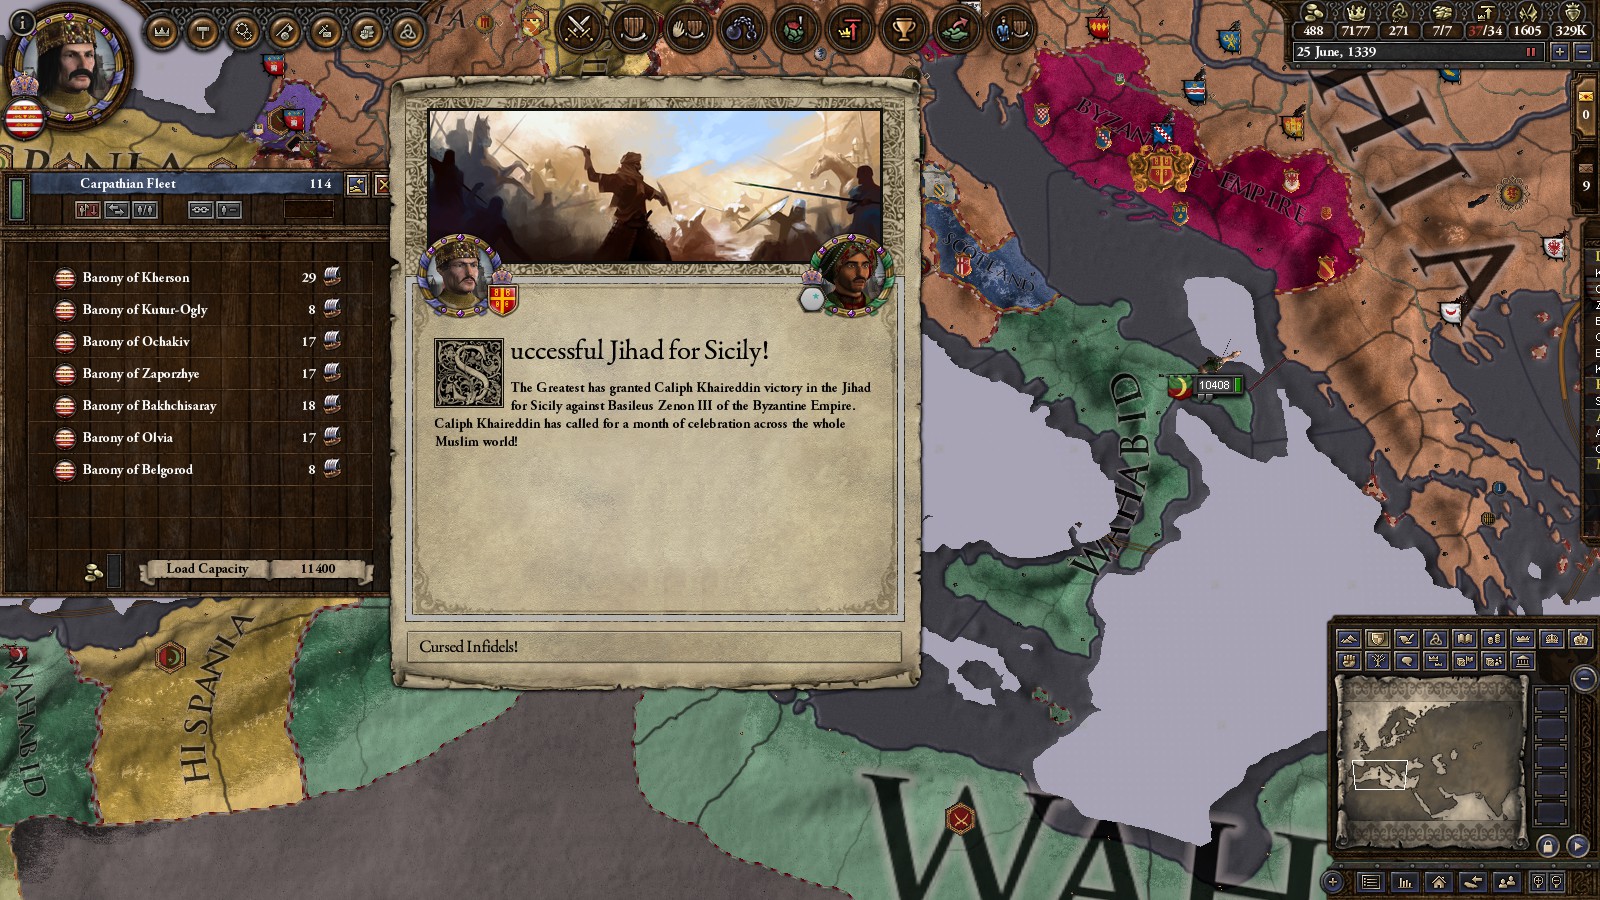 488
7177
271
7/7
37/34
1605
329K
25 June, 1339
Carpathian Fleet
114
Barony of Kherson
29
Barony of Kutur-Ogly
8
Barony of Ochakiv
17
Barony of Zaporzhye
17
Barony of Bakhchisaray
18
Barony of Olvia
17
Barony of Belgorod
8
Load Capacity
11400
Successful Jihad for Sicily!
The Greatest has granted Caliph Khaireddin victory in the Jihad
for Sicily against Basileus Zenon III of the Byzantine Empire.
Caliph Khaireddin has called for a month of celebration across the whole
Muslim world!
Cursed Infidels!
EMPIRE
SCOTLAND
WAHABID
10408
HISPANIA
0
9